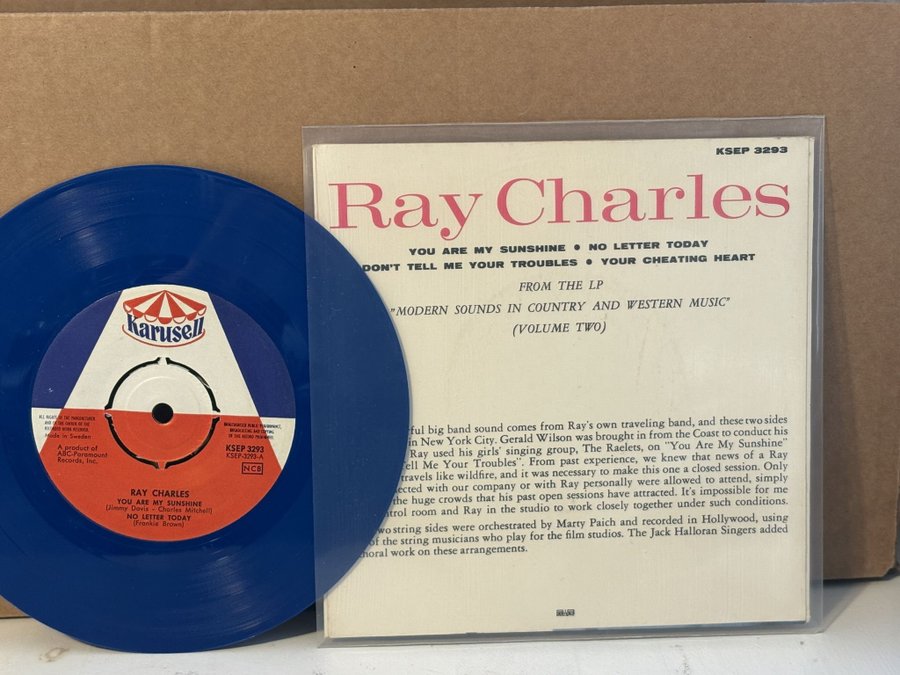 KSEP 3293
Ray Charles
YOU ARE MY SUNSHINE • NO LETTER TODAY
DON'T TELL ME YOUR TROUBLES • YOUR CHEATING HEART
FROM THE LP
"MODERN SOUNDS IN COUNTRY AND WESTERN MUSIC"
(VOLUME TWO)
ful big band sound comes from Ray's own traveling band, and these two sides
in New York City. Gerald Wilson was brought in from the Coast to conduct his
Ray used his girls' singing group, The Raelets, on "You Are My Sunshine"
Tell Me Your Troubles". From past experience, we knew that news of a Ray
travels like wildfire, and it was necessary to make this one a closed session. Only
nected with our company or with Ray personally were allowed to attend, simply
the huge crowds that his past open sessions have attracted. It's impossible for me
ntrol room and Ray in the studio to work closely together under such conditions.
two string sides were orchestrated by Marty Paich and recorded in Hollywood, using
of the string musicians who play for the film studios. The Jack Halloran Singers added
horal work on these arrangements.
Karusell
Made in Sweden
A product of
ABC-Paramount
Records, Inc.
KSEP 3293
KSEP-3293-A
NCB
RAY CHARLES
YOU ARE MY SUNSHINE
(Jimmy Davis - Charles Mitchell)
NO LETTER TODAY
(Frankie Brown)